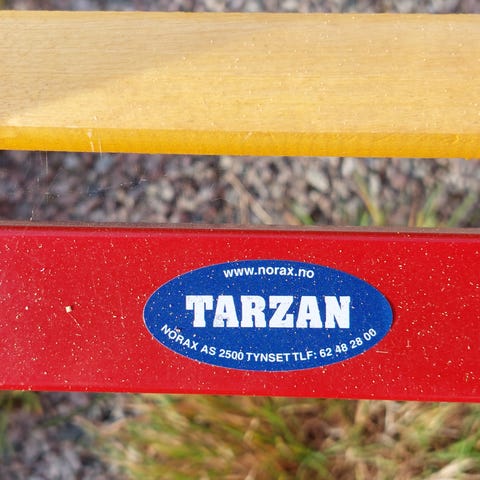 www.norax.no
TARZAN
NORAX AS 2500 TYNSET TLF: 62 48 28 00